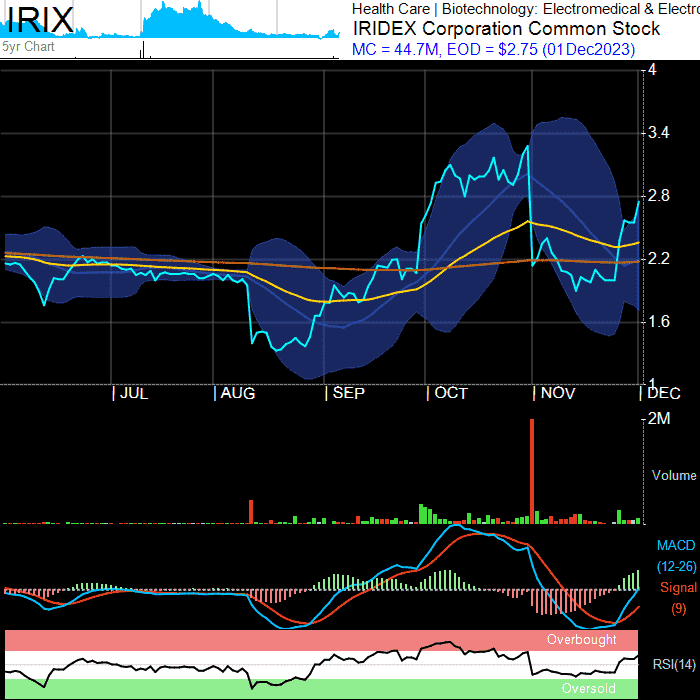 IRIX
5yr Chart
Health Care | Biotechnology: Electromedical & Electro
IRIDEX Corporation Common Stock
MC = 44.7M, EOD = $2.75 (01Dec2023)
4
3.4
2.8
2.2
1.6
1
JUL
AUG
SEP
OCT
NOV
DEC
2M
Volume
MACD
(12-26)
Signal
(9)
Overbought
RSI(14)
Oversold